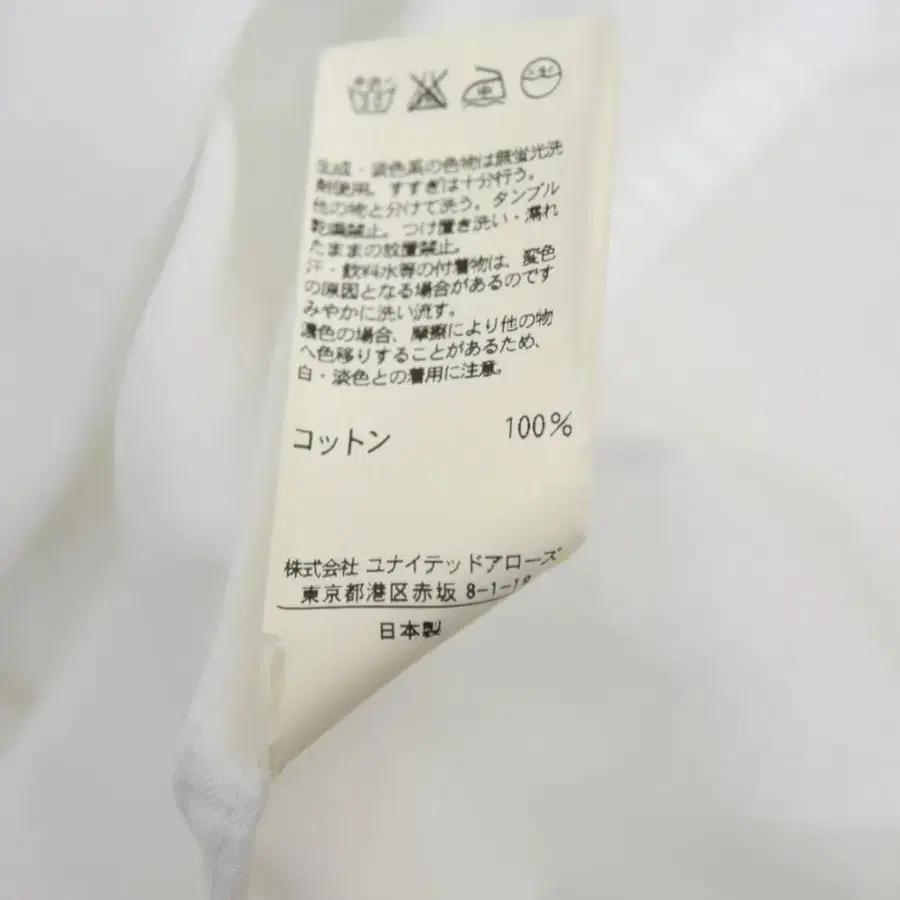 生成・淡色系の色物は無蛍光洗
剤使用。すすぎは十分行う。
他の物と分けて洗う。タンブル
乾燥禁止。つけ置き洗い・濡れ
たままの放置禁止。
汗・飲料水等の付着物は、変色
の原因となる場合があるのです
みやかに洗い流す。
濃色の場合、摩擦により他の物
へ色移りすることがあるため、
白・淡色との着用に注意。
コットン 100%
株式会社 ユナイテッドアローズ
東京都港区赤坂 8-1-19
日本製